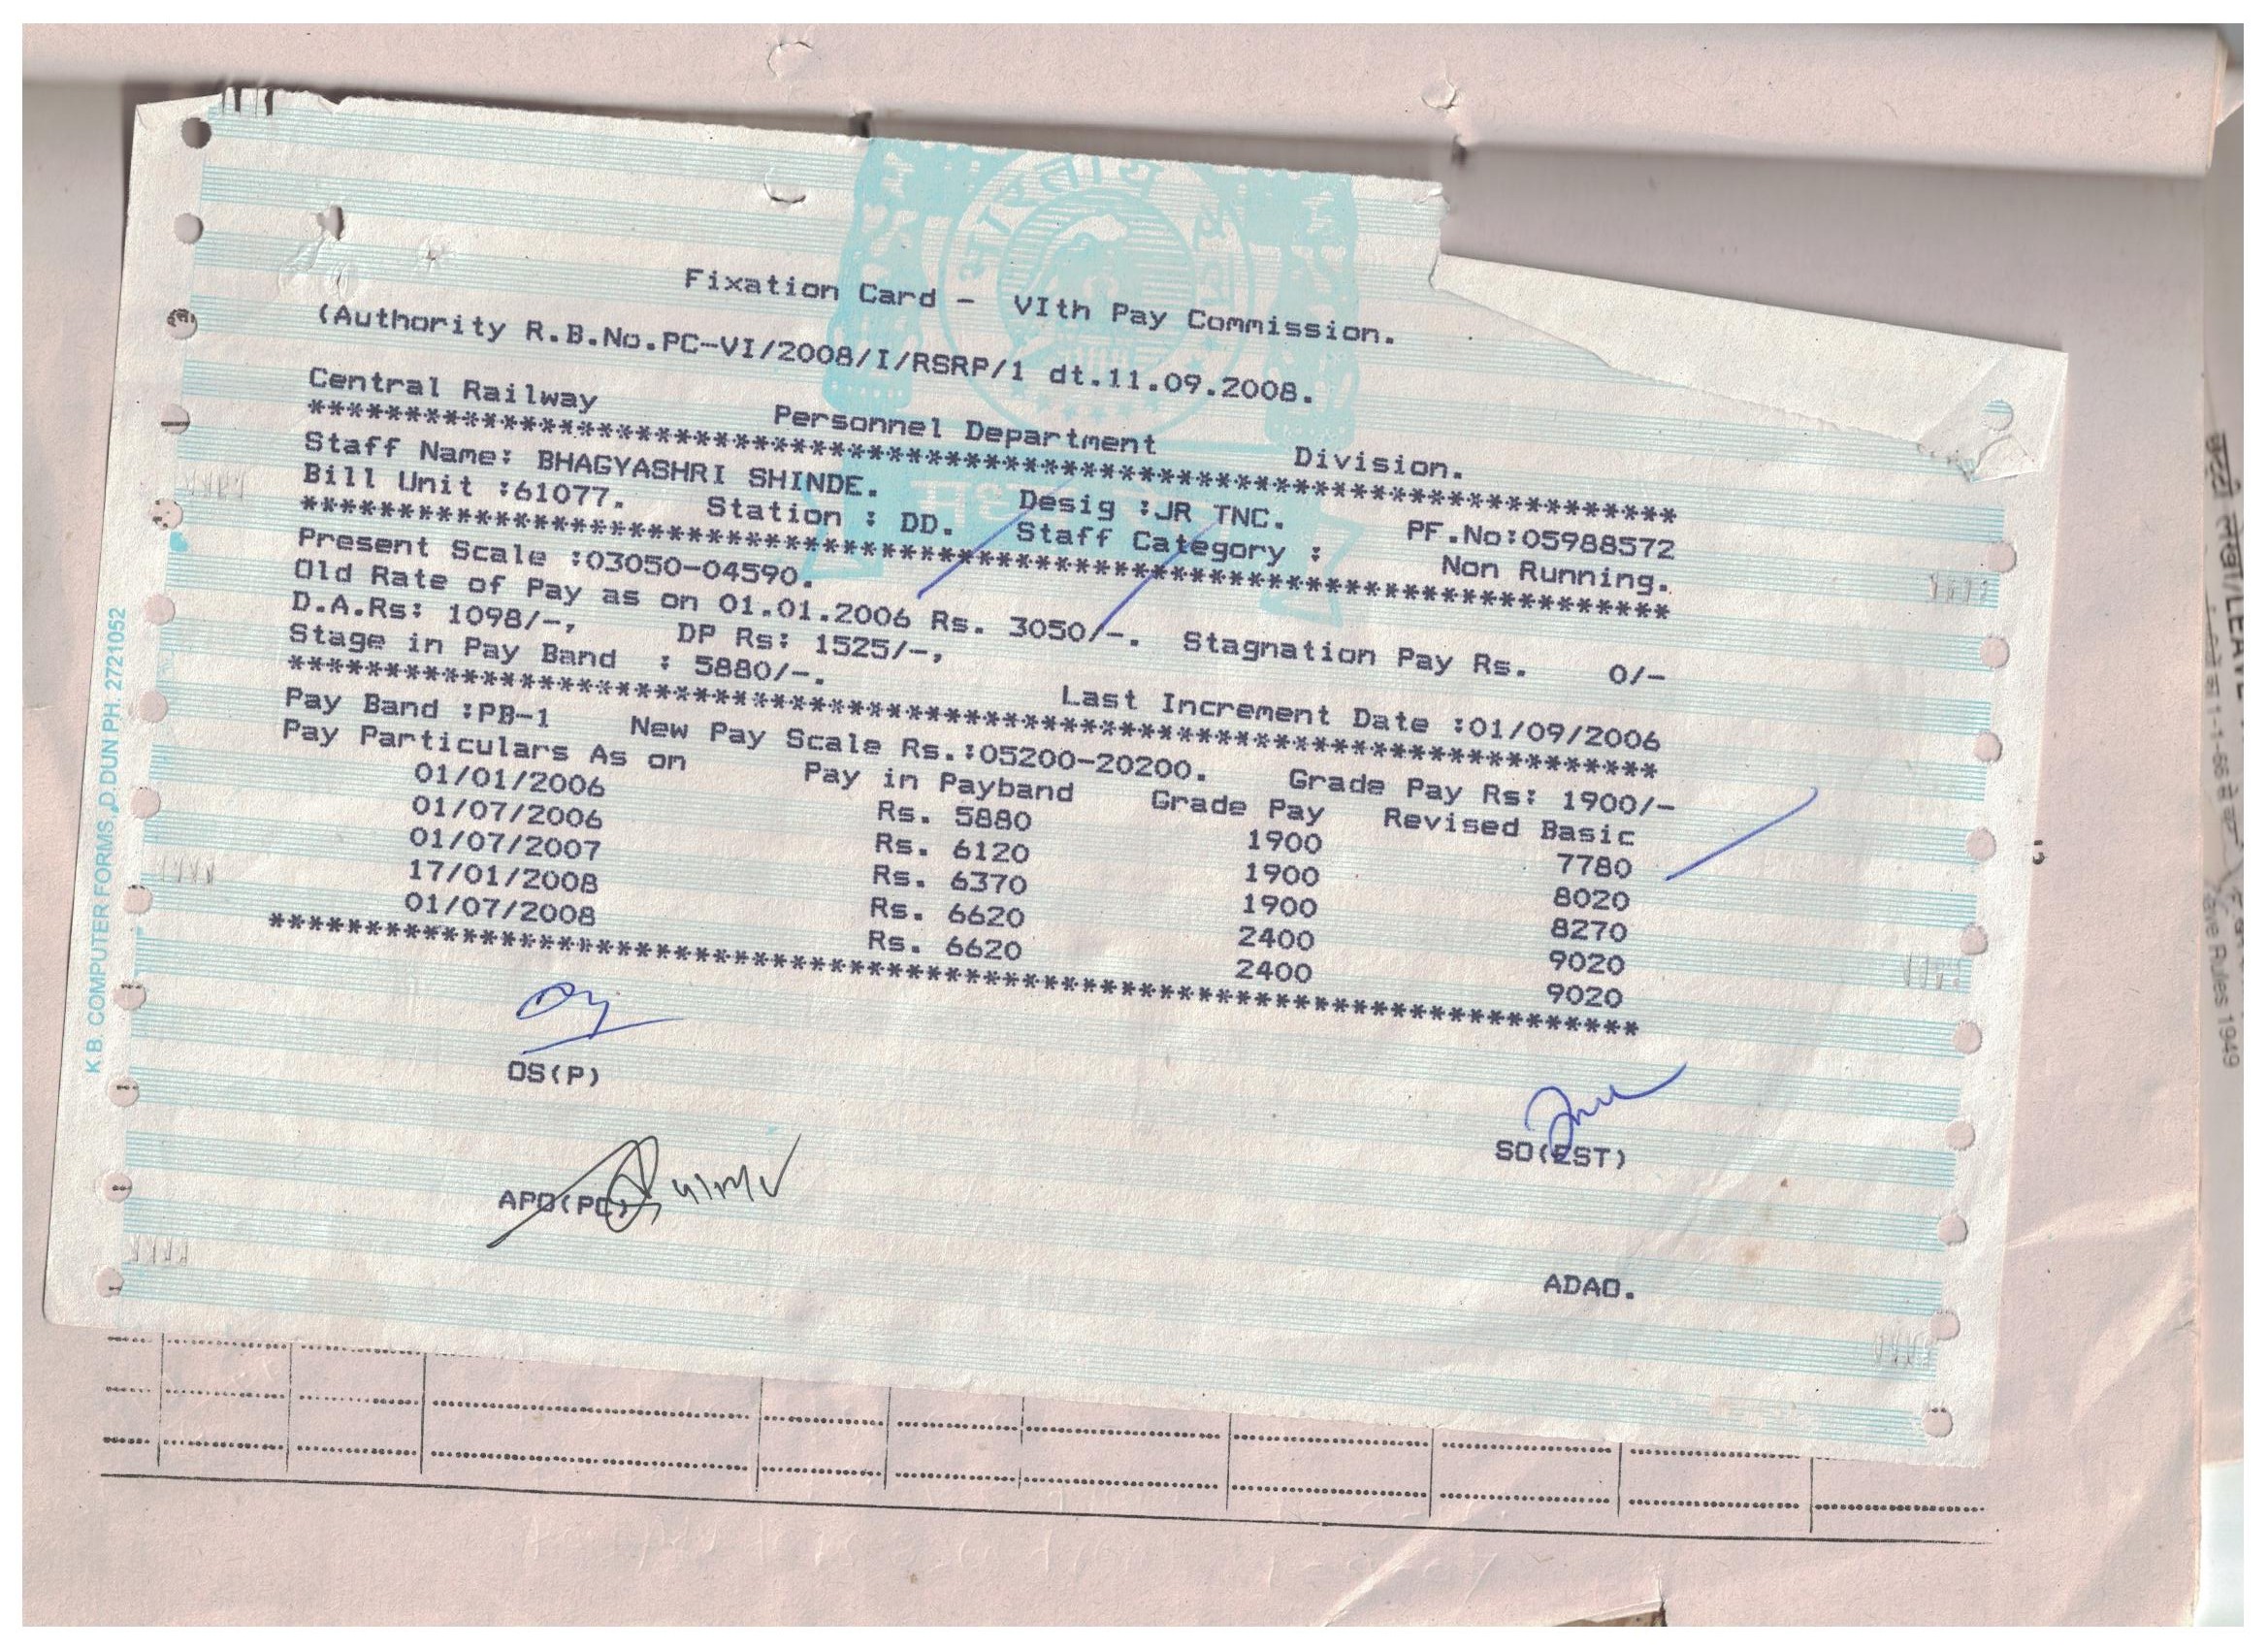 Fixation Card - VIth Pay Commission.
(Authority R.B.No.PC-VI/2008/I/RSRP/1 dt.11.09.2008.
Central Railway Personnel Department Division.
********************************************************************************
Staff Name: BHAGYASHRI SHINDE. Desig :JR TNC. PF.No:05988572
Bill Unit :61077. Station : DD. Staff Category : Non Running.
********************************************************************************
Present Scale :03050-04590.
Old Rate of Pay as on 01.01.2006 Rs. 3050/-. Stagnation Pay Rs. 0/-
D.A.Rs: 1098/-, DP Rs: 1525/-,
Stage in Pay Band : 5880/-. Last Increment Date :01/09/2006
********************************************************************************
Pay Band :PB-1 New Pay Scale Rs.:05200-20200. Grade Pay Rs: 1900/-
Pay Particulars As on Pay in Payband Grade Pay Revised Basic
01/01/2006 Rs. 5880 1900 7780
01/07/2006 Rs. 6120 1900 8020
01/07/2007 Rs. 6370 1900 8270
17/01/2008 Rs. 6620 2400 9020
01/07/2008 Rs. 6620 2400 9020
********************************************************************************
OS(P)
SO(EST)
APO(PC)
ADAO.
K.B. COMPUTER FORMS, D.DUN PH. 2721052
भारतीय
Rules 1949